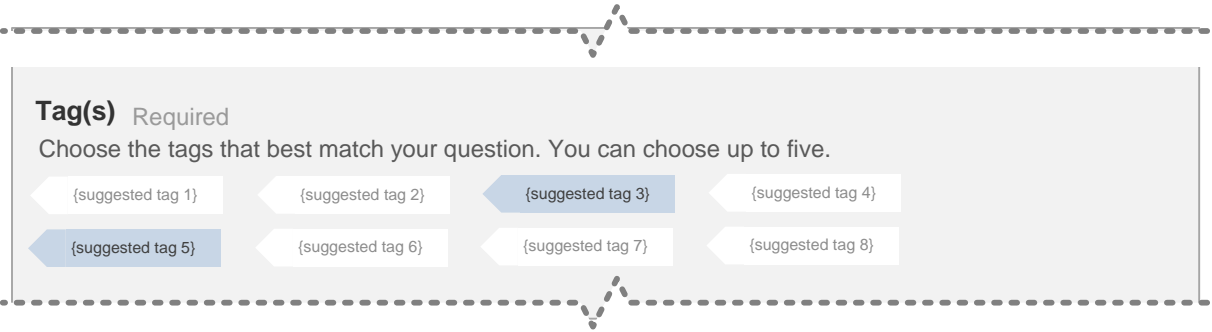 Tag(s) Required
Choose the tags that best match your question. You can choose up to five.
{suggested tag 1} {suggested tag 2} {suggested tag 3} {suggested tag 4}
{suggested tag 5} {suggested tag 6} {suggested tag 7} {suggested tag 8}